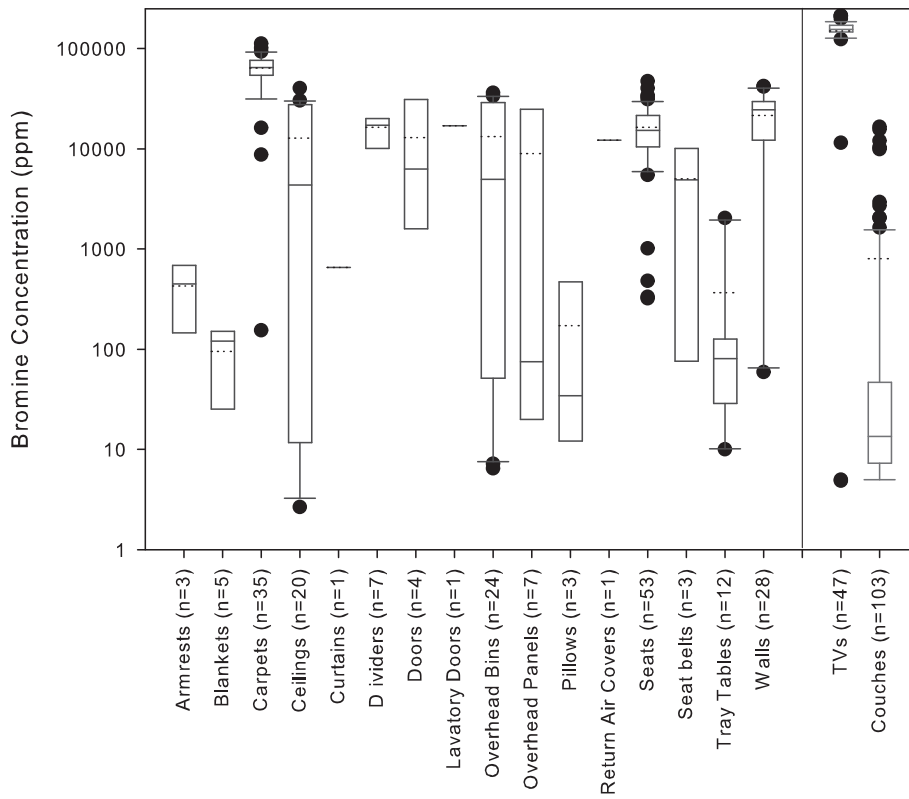 Bromine Concentration (ppm)
100000
10000
1000
100
10
1
Armrests (n=3)
Blankets (n=5)
Carpets (n=35)
Ceilings (n=20)
Curtains (n=1)
D ividers (n=7)
Doors (n=4)
Lavatory Doors (n=1)
Overhead Bins (n=24)
Overhead Panels (n=7)
Pillows (n=3)
Return Air Covers (n=1)
Seats (n=53)
Seat belts (n=3)
Tray Tables (n=12)
Walls (n=28)
TVs (n=47)
Couches (n=103)